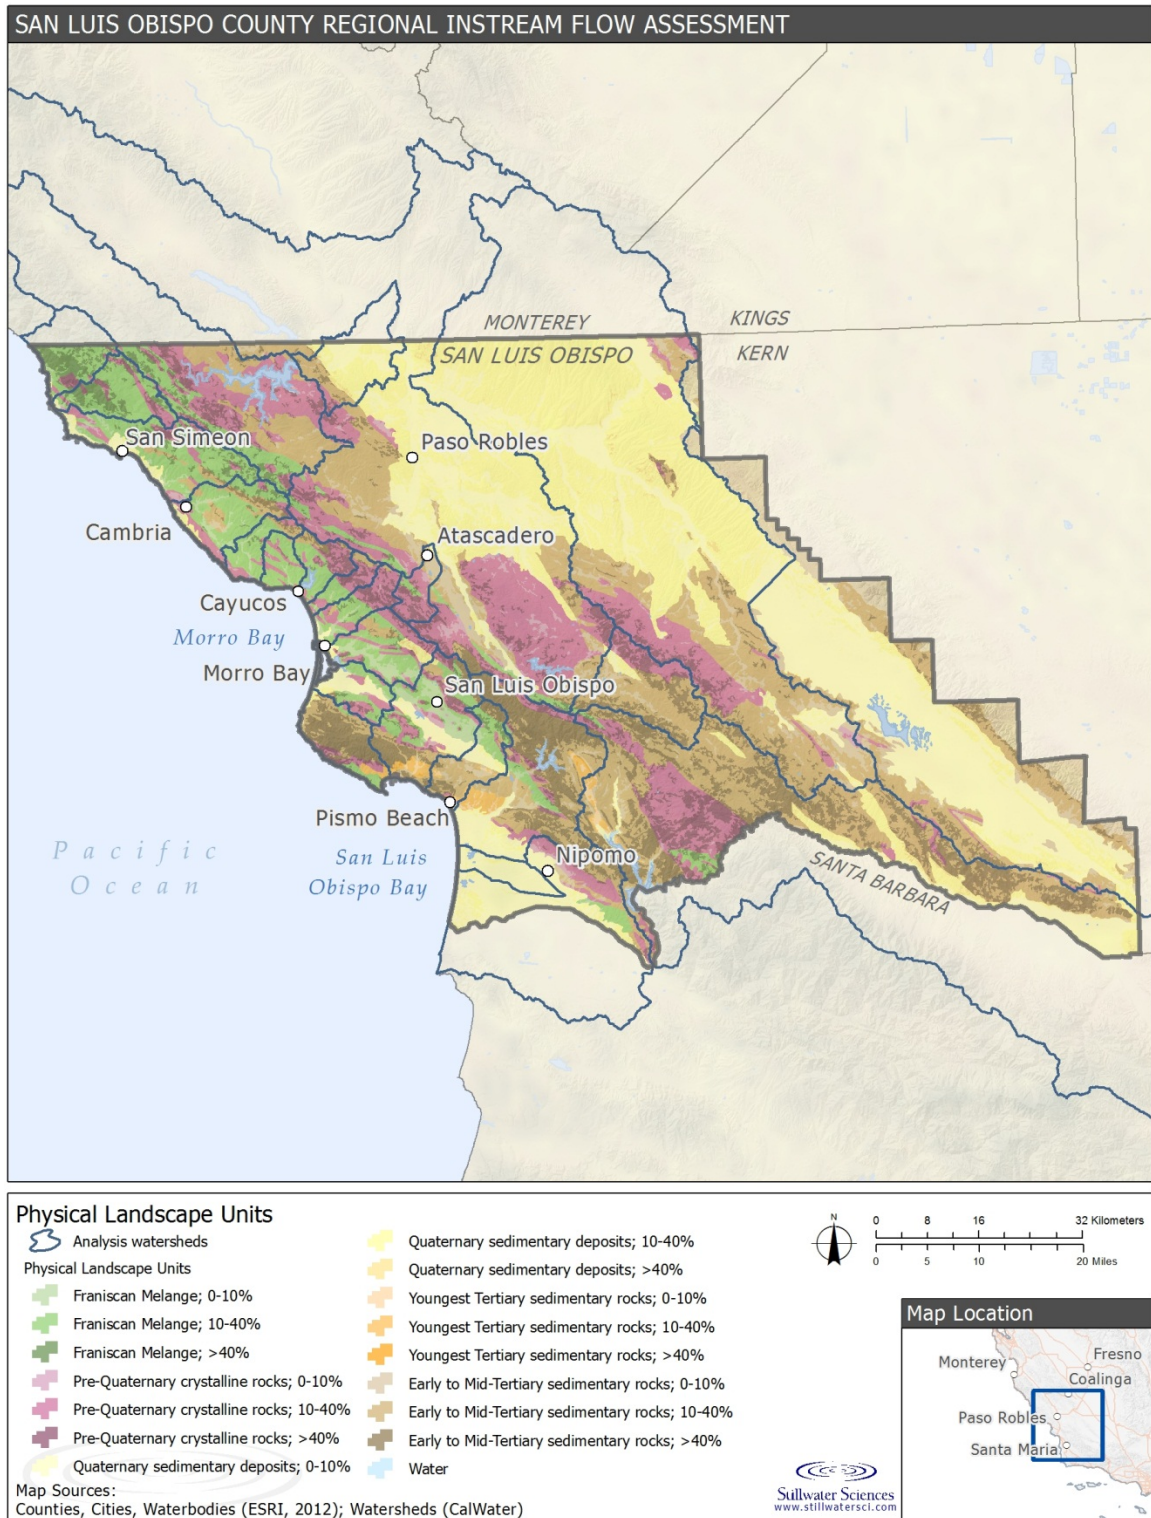 SAN LUIS OBISPO COUNTY REGIONAL INSTREAM FLOW ASSESSMENT
MONTEREY
KINGS
SAN LUIS OBISPO
KERN
San Simeon
Paso Robles
Cambria
Atascadero
Cayucos
Morro Bay
Morro Bay
San Luis Obispo
Pismo Beach
Pacific
Ocean
San Luis
Obispo Bay
Nipomo
SANTA BARBARA
Physical Landscape Units
Analysis watersheds
Physical Landscape Units
Franiscan Melange; 0-10%
Franiscan Melange; 10-40%
Franiscan Melange; >40%
Pre-Quaternary crystalline rocks; 0-10%
Pre-Quaternary crystalline rocks; 10-40%
Pre-Quaternary crystalline rocks; >40%
Quaternary sedimentary deposits; 0-10%
Quaternary sedimentary deposits; 10-40%
Quaternary sedimentary deposits; >40%
Youngest Tertiary sedimentary rocks; 0-10%
Youngest Tertiary sedimentary rocks; 10-40%
Youngest Tertiary sedimentary rocks; >40%
Early to Mid-Tertiary sedimentary rocks; 0-10%
Early to Mid-Tertiary sedimentary rocks; 10-40%
Early to Mid-Tertiary sedimentary rocks; >40%
Water
Map Sources:
Counties, Cities, Waterbodies (ESRI, 2012); Watersheds (CalWater)
N
0 8 16 32 Kilometers
0 5 10 20 Miles
Stillwater Sciences
www.stillwatersci.com
Map Location
Monterey
Fresno
Coalinga
Paso Robles
Santa Maria